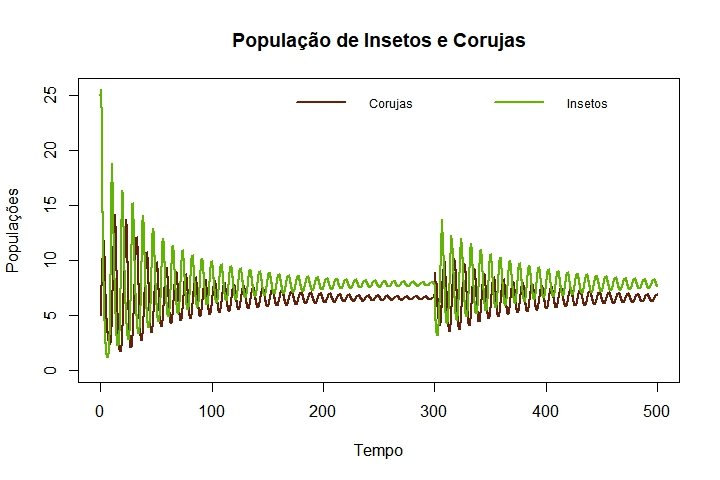 População de Insetos e Corujas
Corujas Insetos
Populações
25
20
15
10
5
0
0 100 200 300 400 500
Tempo